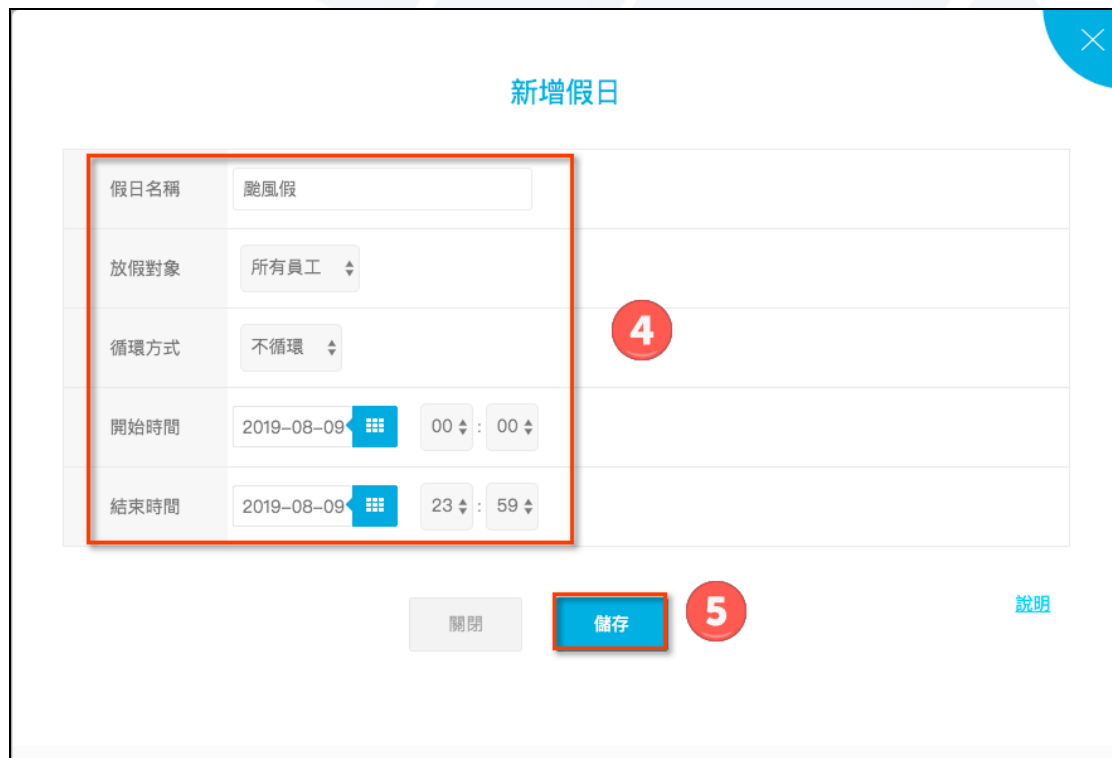 新增假日
假日名稱 颱風假
放假對象 所有員工
循環方式 不循環
4
開始時間 2019-08-09 00 : 00
結束時間 2019-08-09 23 : 59
關閉 儲存 5 說明